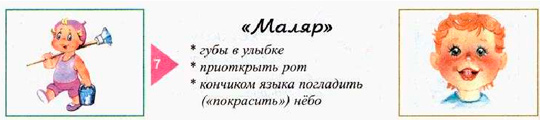 «Маляр»
7
* губы в улыбке
* приоткрыть рот
* кончиком языка погладить
(«покрасить») нёбо